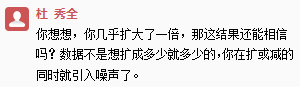 杜 秀全
你想想，你几乎扩大了一倍，那这结果还能相信
吗？数据不是想扩成多少就多少的，你在扩或减的
同时就引入噪声了。